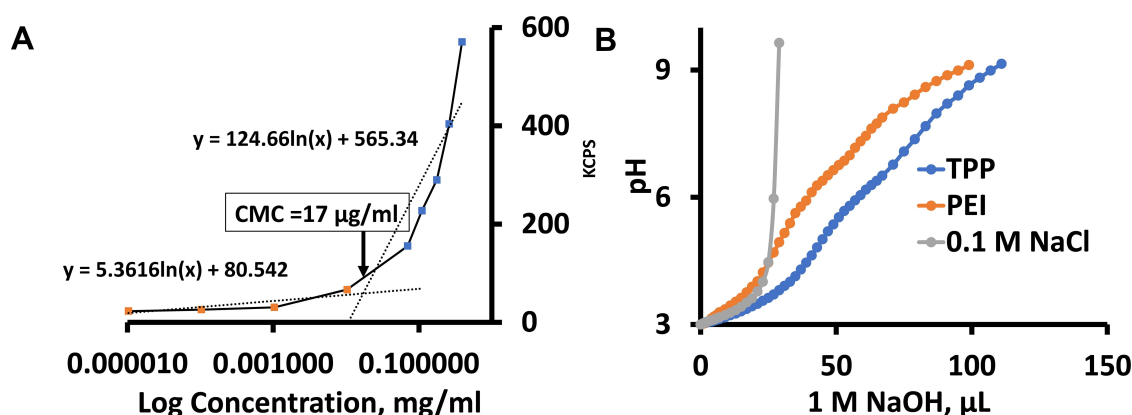 A
600
400
200
0
KCPS
y = 124.66ln(x) + 565.34
CMC =17 µg/ml
y = 5.3616ln(x) + 80.542
0.000010 0.001000 0.100000
Log Concentration, mg/ml
B
9
6
3
pH
TPP
PEI
0.1 M NaCl
0 50 100 150
1 M NaOH, µL